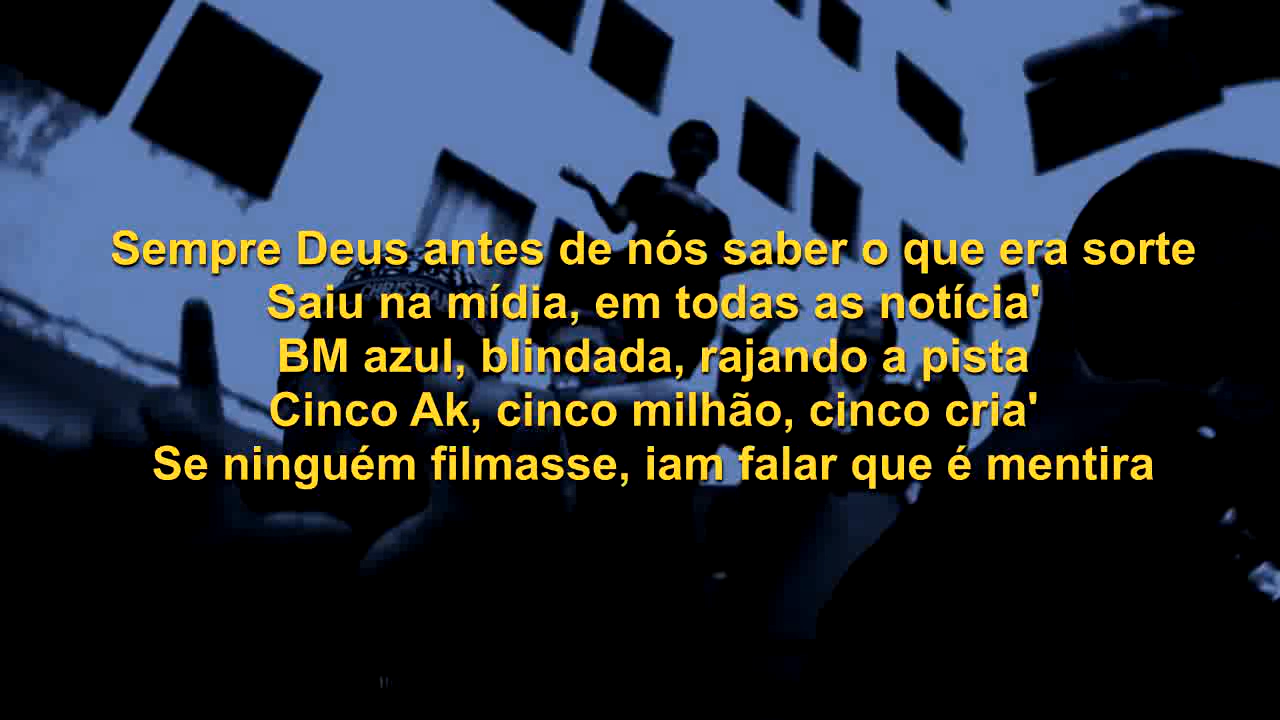 Sempre Deus antes de nós saber o que era sorte
Saiu na mídia, em todas as notícia'
BM azul, blindada, rajando a pista
Cinco Ak, cinco milhão, cinco cria'
Se ninguém filmasse, iam falar que é mentira
CHRISTIAN